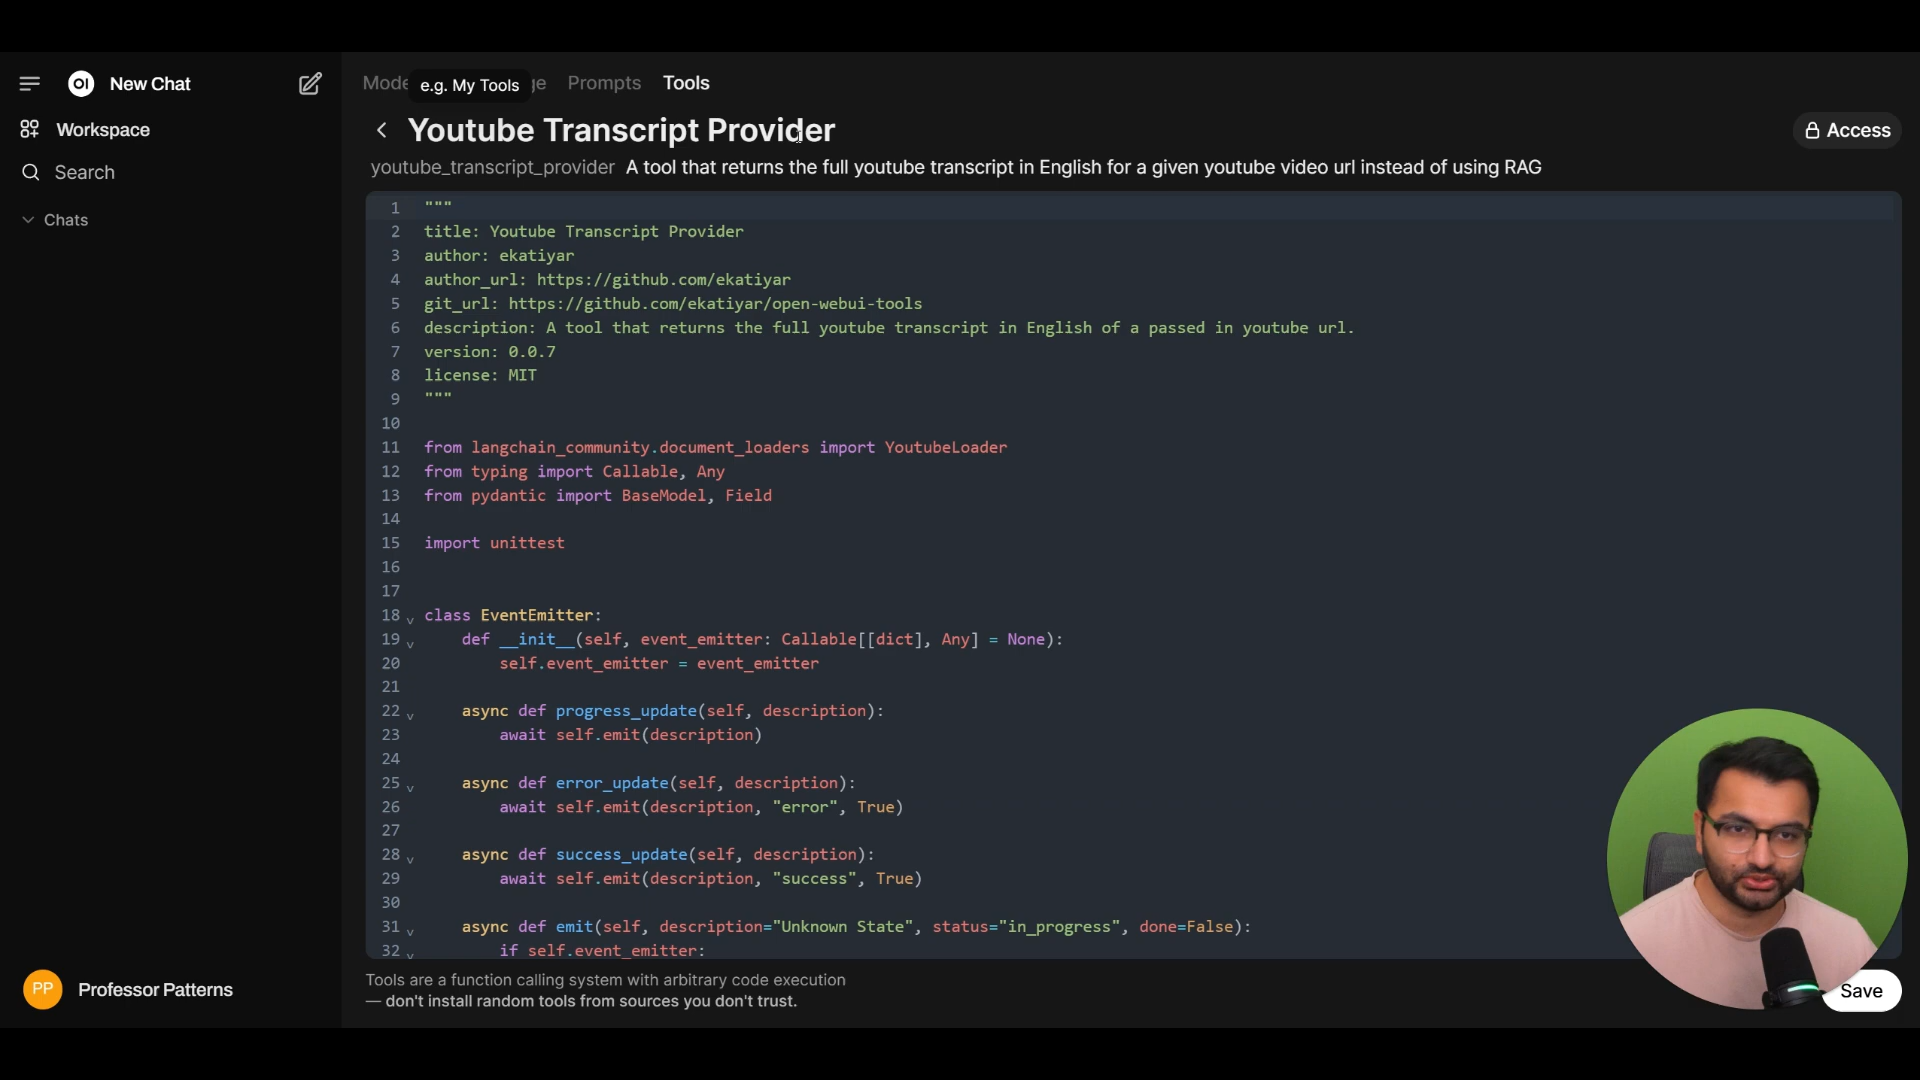 OI New Chat
Workspace
Search
Chats
PP Professor Patterns
Mode e.g. My Tools ge Prompts Tools
Youtube Transcript Provider
Access
youtube_transcript_provider A tool that returns the full youtube transcript in English for a given youtube video url instead of using RAG
1 """
2 title: Youtube Transcript Provider
3 author: ekatiyar
4 author_url: https://github.com/ekatiyar
5 git_url: https://github.com/ekatiyar/open-webui-tools
6 description: A tool that returns the full youtube transcript in English of a passed in youtube url.
7 version: 0.0.7
8 license: MIT
9 """
10
11 from langchain_community.document_loaders import YoutubeLoader
12 from typing import Callable, Any
13 from pydantic import BaseModel, Field
14
15 import unittest
16
17
18 class EventEmitter:
19 def __init__(self, event_emitter: Callable[[dict], Any] = None):
20 self.event_emitter = event_emitter
21
22 async def progress_update(self, description):
23 await self.emit(description)
24
25 async def error_update(self, description):
26 await self.emit(description, "error", True)
27
28 async def success_update(self, description):
29 await self.emit(description, "success", True)
30
31 async def emit(self, description="Unknown State", status="in_progress", done=False):
32 if self.event_emitter:
Tools are a function calling system with arbitrary code execution
— don't install random tools from sources you don't trust.
Save